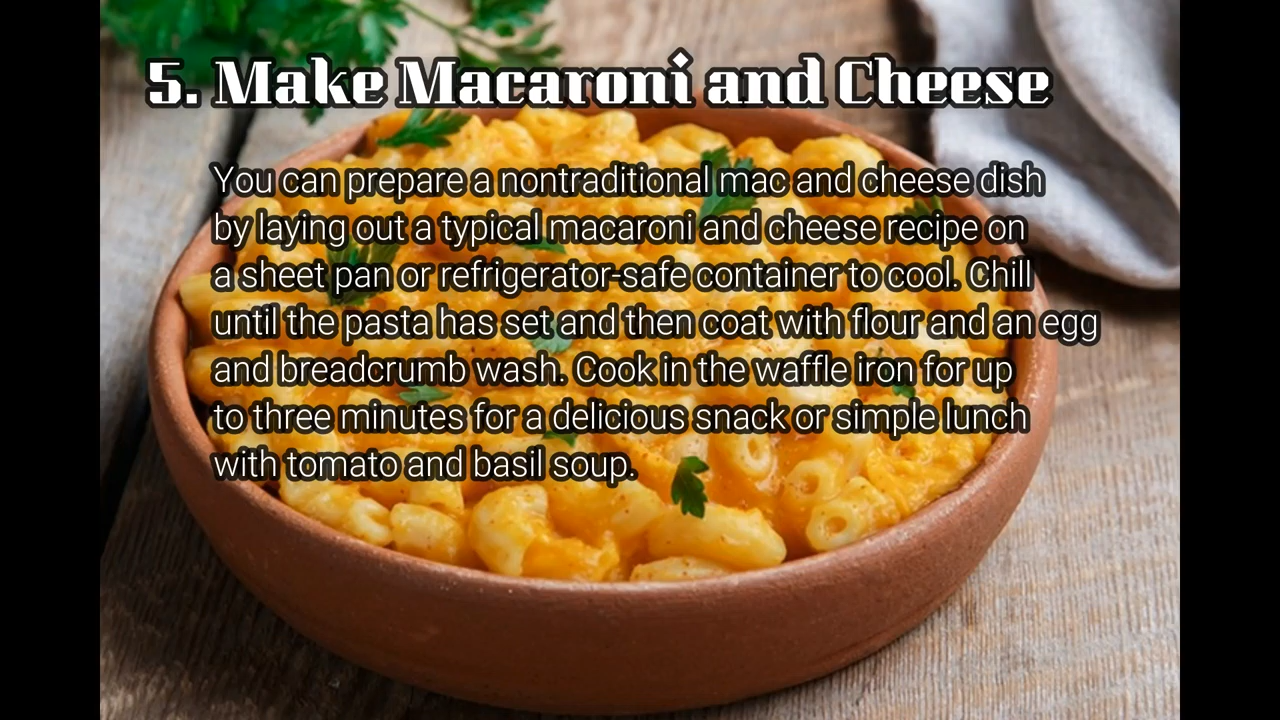 5. Make Macaroni and Cheese
You can prepare a nontraditional mac and cheese dish
by laying out a typical macaroni and cheese recipe on
a sheet pan or refrigerator-safe container to cool. Chill
until the pasta has set and then coat with flour and an egg
and breadcrumb wash. Cook in the waffle iron for up
to three minutes for a delicious snack or simple lunch
with tomato and basil soup.